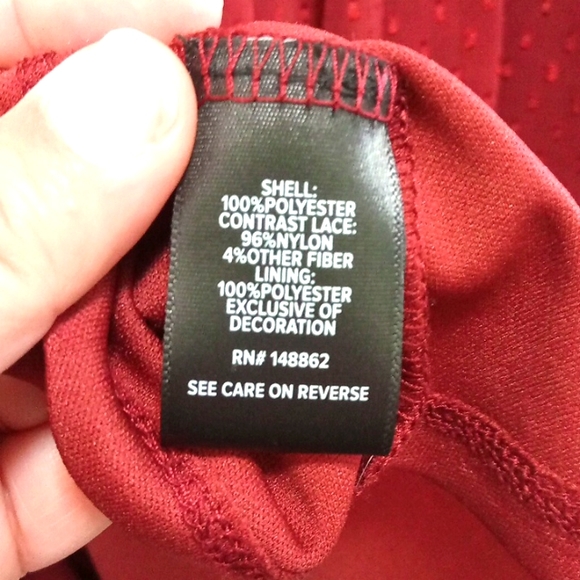 SHELL:
100%POLYESTER
CONTRAST LACE:
96%NYLON
4%OTHER FIBER
LINING:
100%POLYESTER
EXCLUSIVE OF
DECORATION
RN# 148862
SEE CARE ON REVERSE